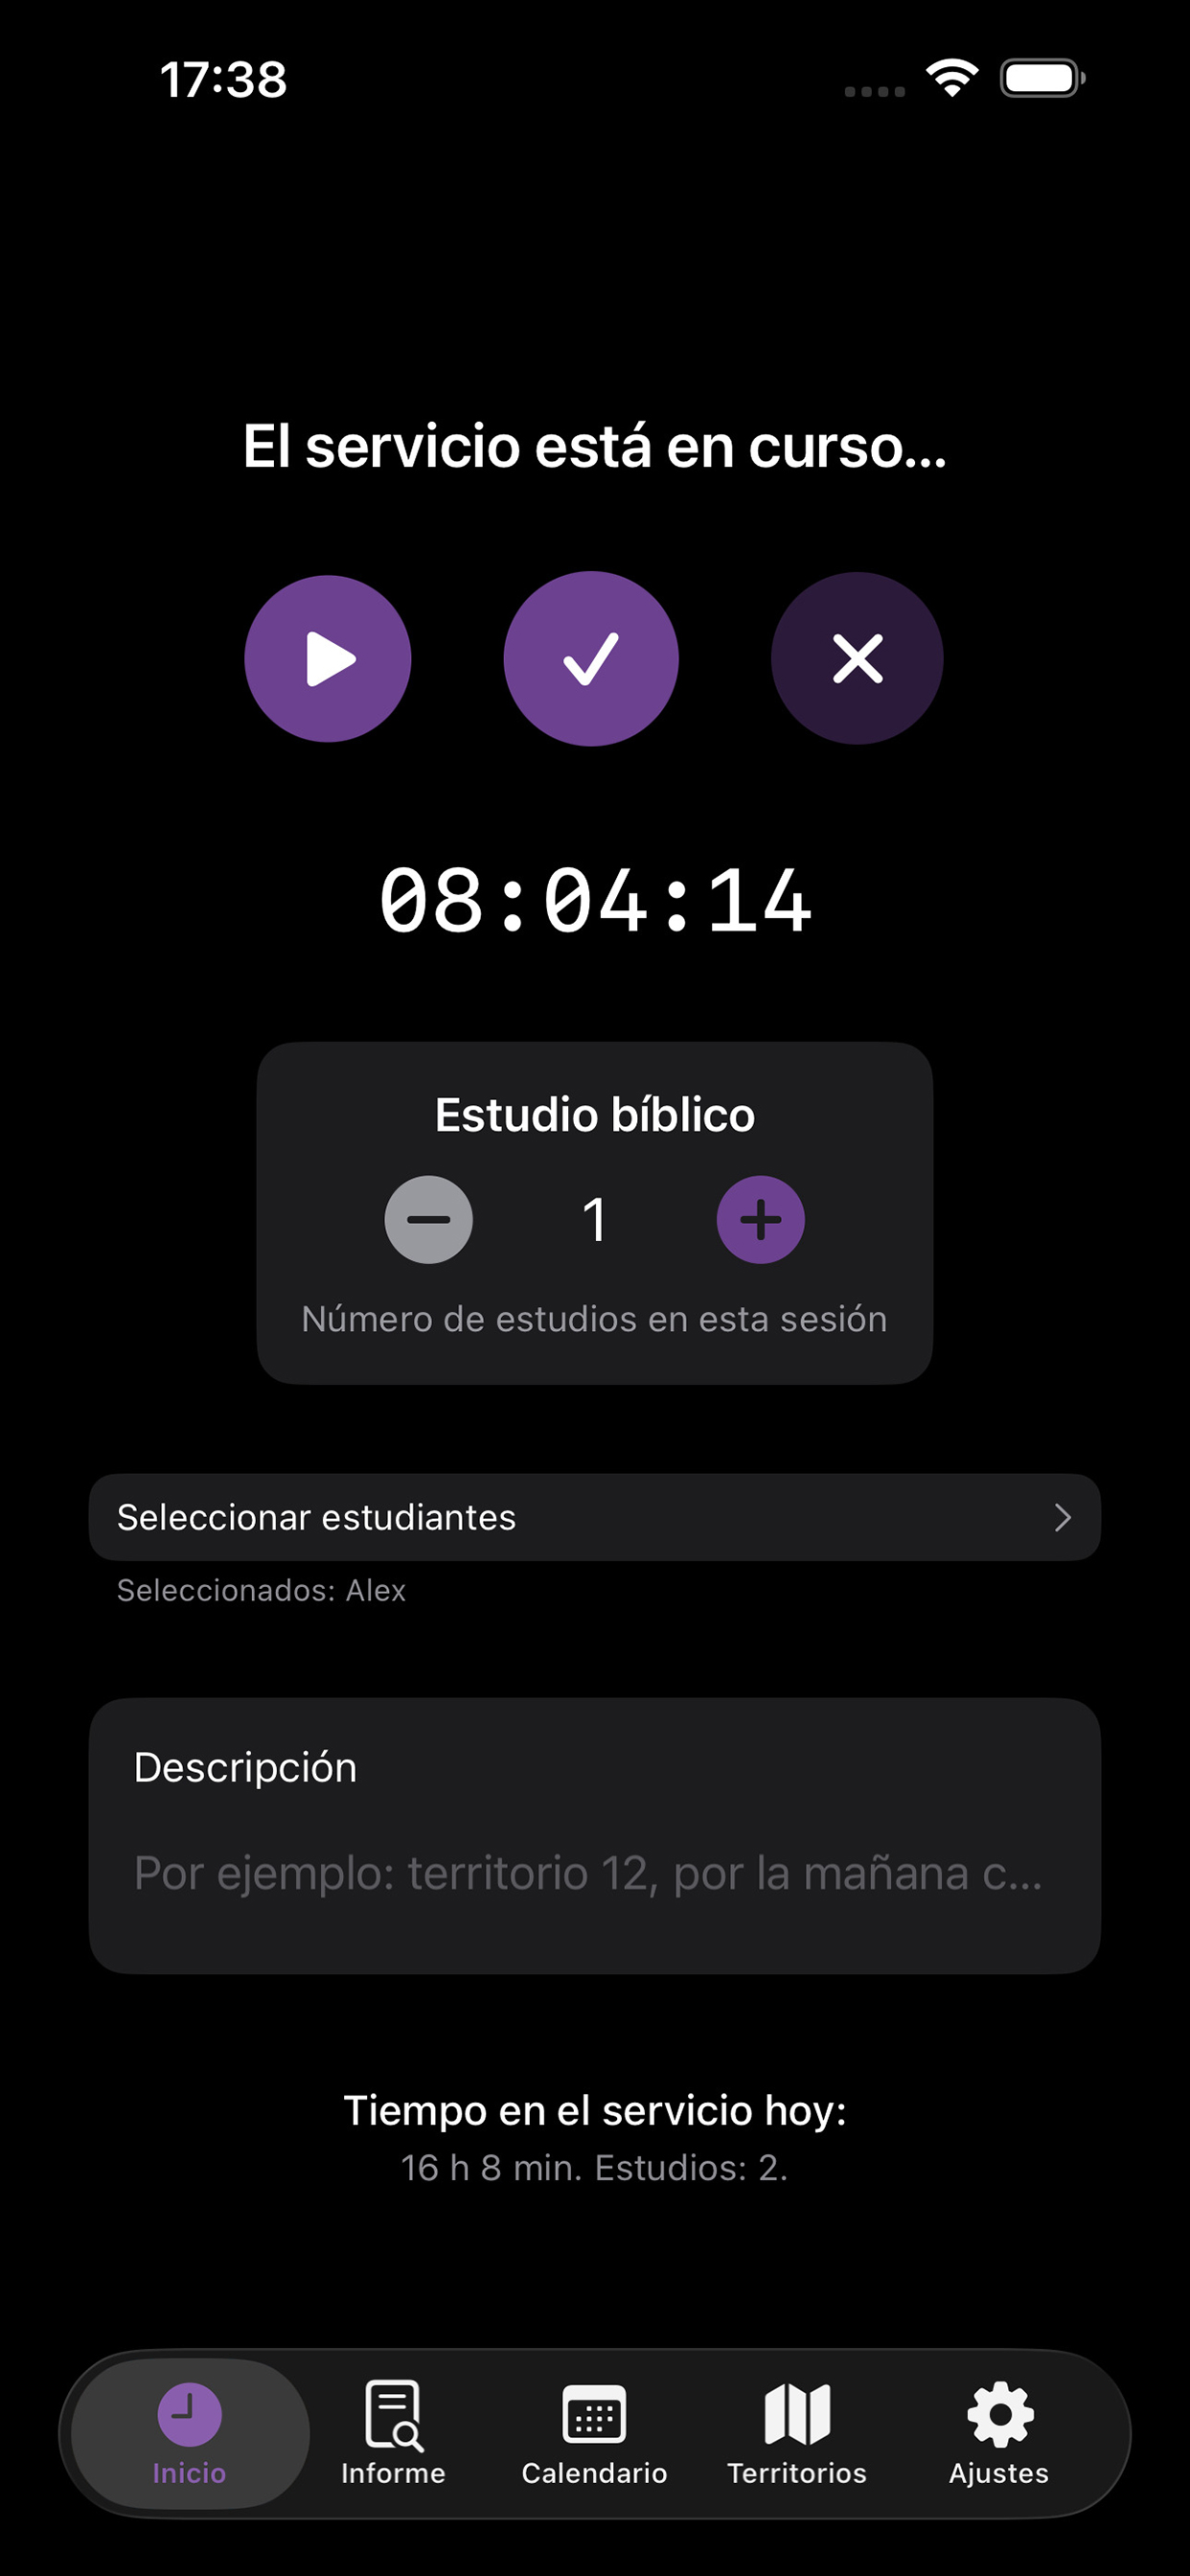 17:38
El servicio está en curso...
08:04:14
Estudio bíblico
1
Número de estudios en esta sesión
Seleccionar estudiantes
Seleccionados: Alex
Descripción
Por ejemplo: territorio 12, por la mañana c...
Tiempo en el servicio hoy:
16 h 8 min. Estudios: 2.
Inicio
Informe
Calendario
Territorios
Ajustes